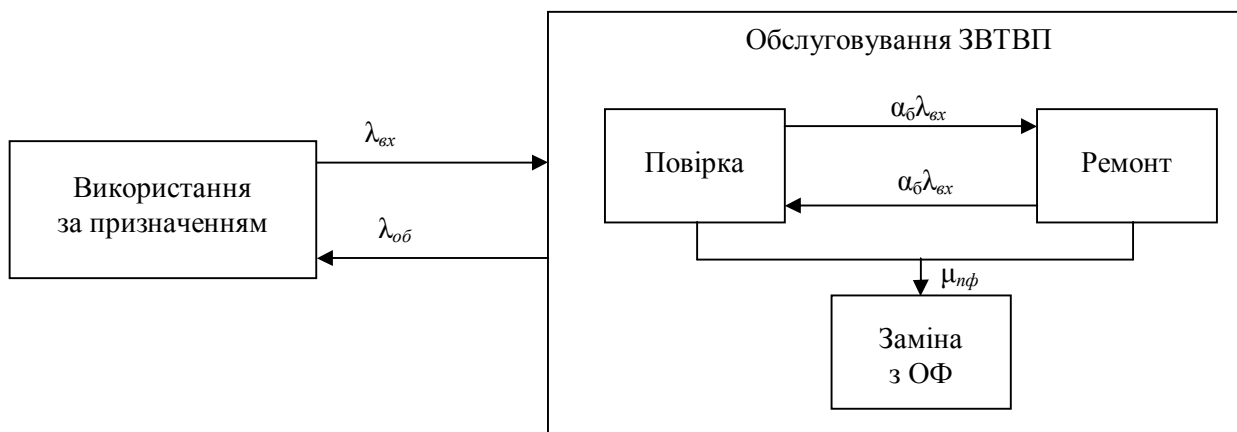 Обслуговування ЗВТВП
λвх
αбλвх
Використання
за призначенням
Повірка
Ремонт
αбλвх
λоб
μпф
Заміна
з ОФ